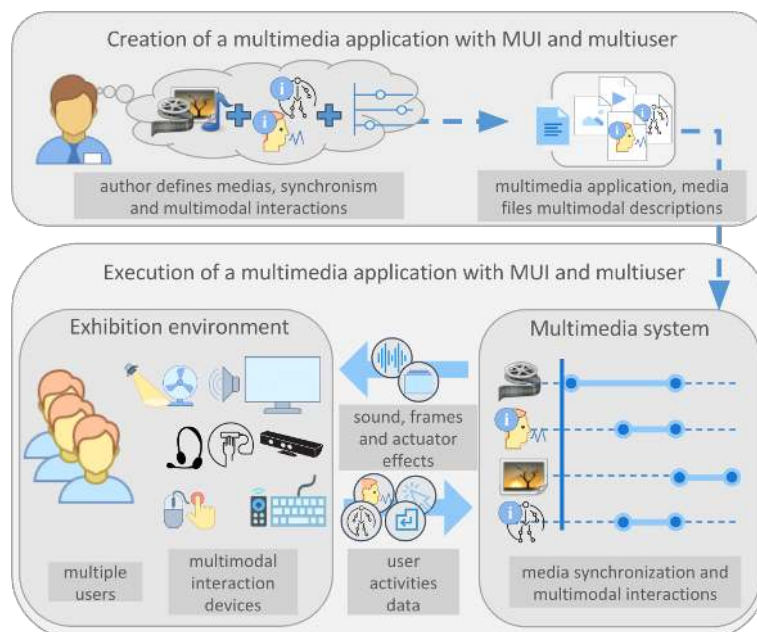 Creation of a multimedia application with MUI and multiuser
author defines medias, synchronism
and multimodal interactions
multimedia application, media
files multimodal descriptions
Execution of a multimedia application with MUI and multiuser
Exhibition environment
Multimedia system
sound, frames
and actuator
effects
multiple
users
multimodal
interaction
devices
user
activities
data
media synchronization and
multimodal interactions